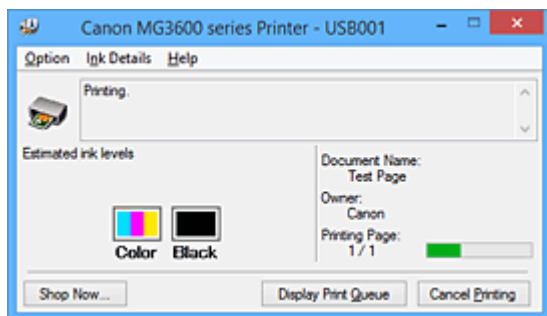 Canon MG3600 series Printer - USB001
Option Ink Details Help
Printing.
Estimated ink levels
Color Black
Document Name:
Test Page
Owner:
Canon
Printing Page:
1 / 1
Shop Now... Display Print Queue Cancel Printing